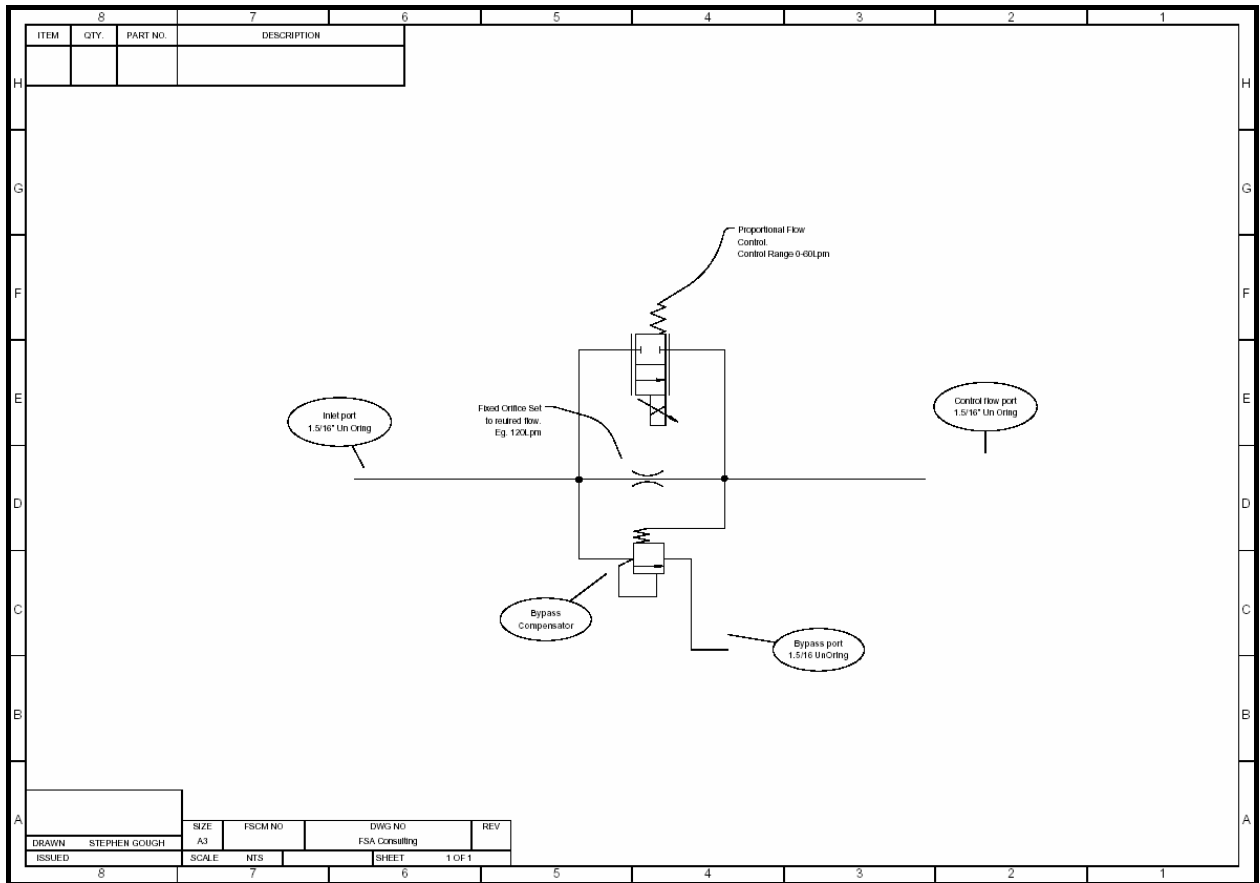 8 7 6 5 4 3 2 1
ITEM QTY. PART NO. DESCRIPTION
H H
G G
Proportional Flow
Control.
Control Range 0-60Lpm
F F
E E
Inlet port
1.5/16" Un Oring
Fixed Orifice Set
to reuired flow.
Eg. 120Lpm
Control flow port
1.5/16" Un Oring
D D
C C
Bypass
Compensator
Bypass port
1.5/16 UnOring
B B
A A
SIZE FSCM NO DWG NO REV
DRAWN STEPHEN GOUGH A3 FSA Consulting
ISSUED SCALE NTS SHEET 1 OF 1
8 7 6 5 4 3 2 1